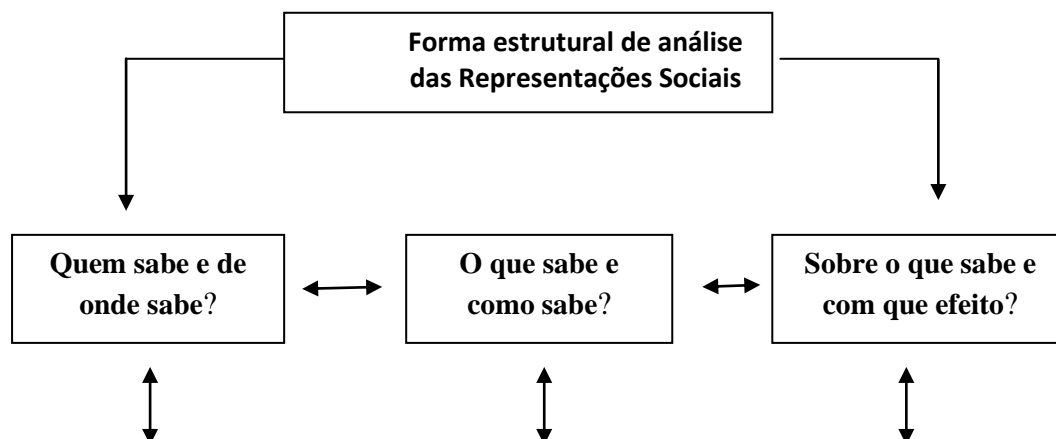 Forma estrutural de análise
das Representações Sociais
Quem sabe e de
onde sabe?
O que sabe e
como sabe?
Sobre o que sabe e
com que efeito?